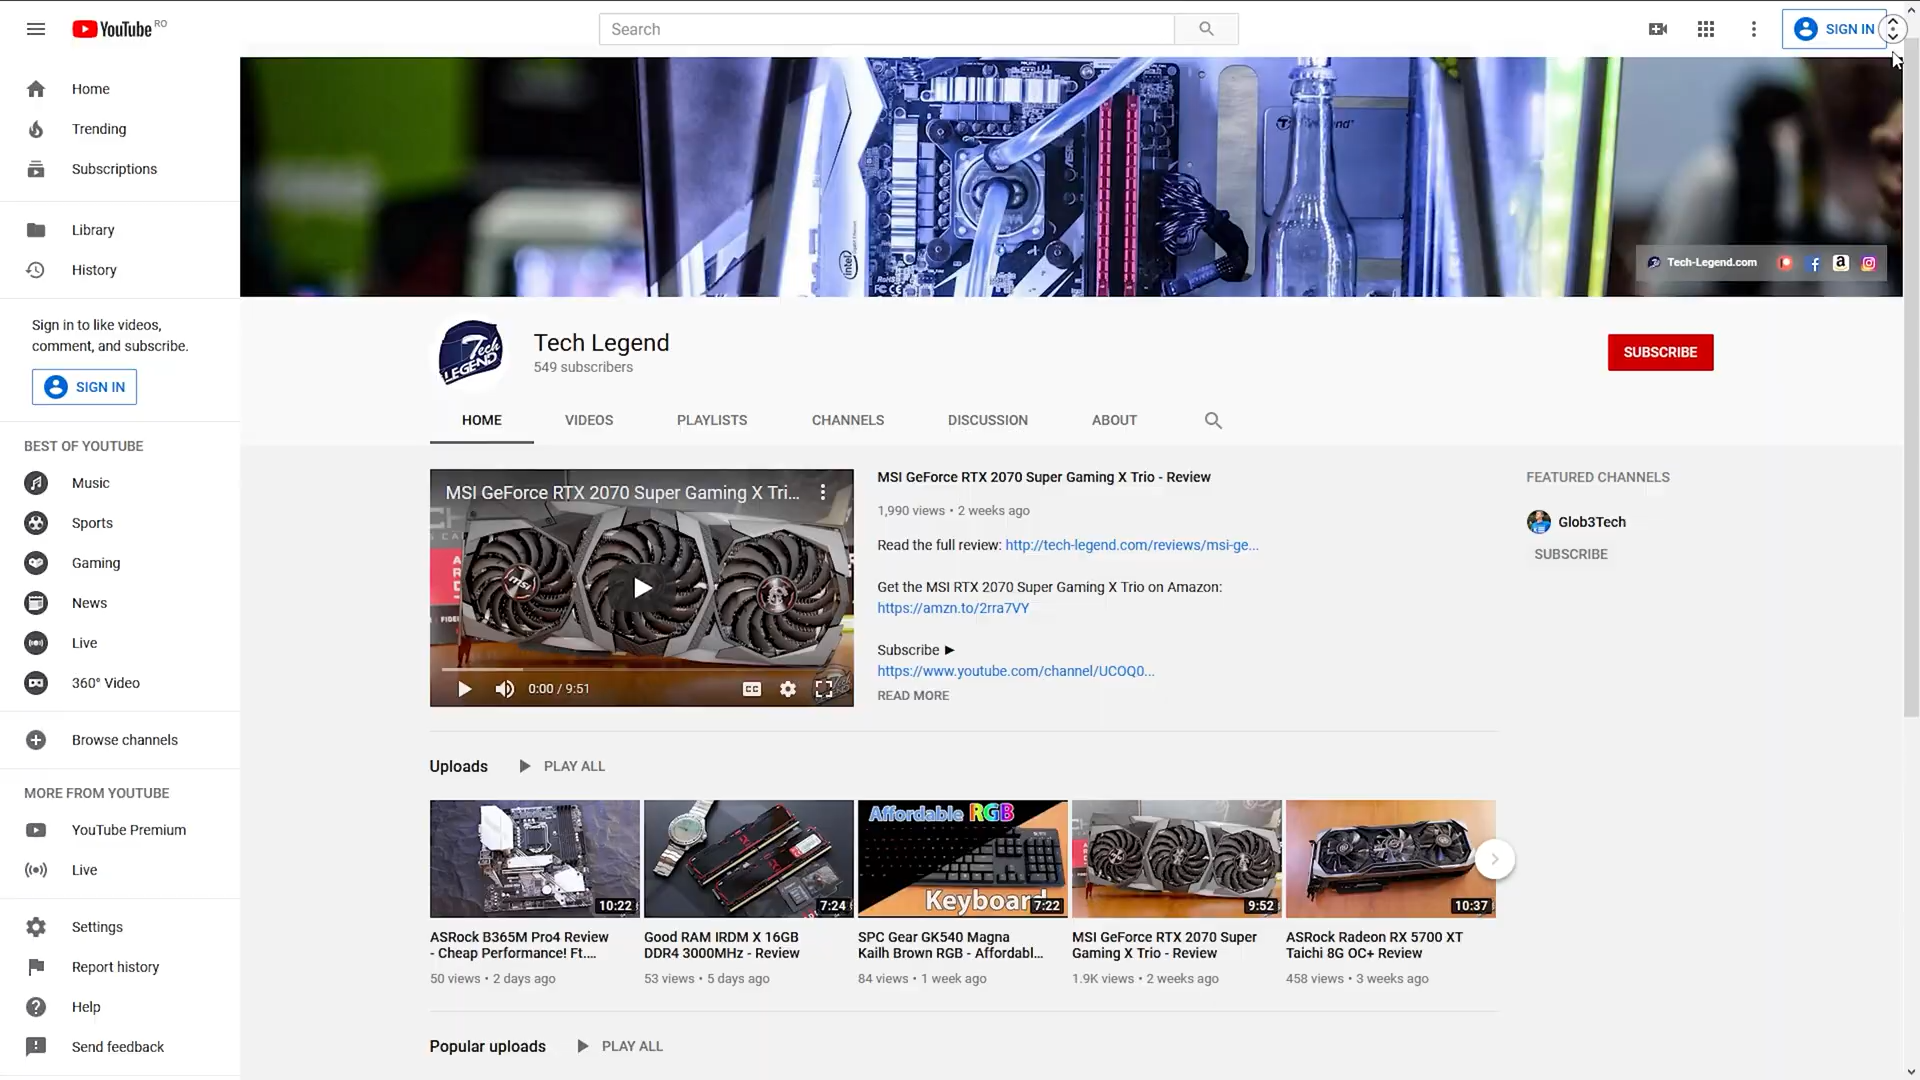 YouTube RO
Search
SIGN IN
Home
Trending
Subscriptions
Library
History
Sign in to like videos,
comment, and subscribe.
SIGN IN
BEST OF YOUTUBE
Music
Sports
Gaming
News
Live
360° Video
Browse channels
MORE FROM YOUTUBE
YouTube Premium
Live
Settings
Report history
Help
Send feedback
intel
Tech-Legend.com
Tech
LEGEND
Tech Legend
549 subscribers
SUBSCRIBE
HOME VIDEOS PLAYLISTS CHANNELS DISCUSSION ABOUT
MSI GeForce RTX 2070 Super Gaming X Tri...
msi
0:00 / 9:51
CC
MSI GeForce RTX 2070 Super Gaming X Trio - Review
1,990 views • 2 weeks ago
Read the full review: http://tech-legend.com/reviews/msi-ge...
Get the MSI RTX 2070 Super Gaming X Trio on Amazon:
https://amzn.to/2rra7VY
Subscribe ►
https://www.youtube.com/channel/UCOQ0...
READ MORE
FEATURED CHANNELS
Glob3Tech
SUBSCRIBE
Uploads PLAY ALL
10:22
ASRock B365M Pro4 Review
- Cheap Performance! Ft....
50 views • 2 days ago
7:24
Good RAM IRDM X 16GB
DDR4 3000MHz - Review
53 views • 5 days ago
Affordable RGB
Keyboard
7:22
SPC Gear GK540 Magna
Kailh Brown RGB - Affordabl...
84 views • 1 week ago
9:52
MSI GeForce RTX 2070 Super
Gaming X Trio - Review
1.9K views • 2 weeks ago
10:37
ASRock Radeon RX 5700 XT
Taichi 8G OC+ Review
458 views • 3 weeks ago
Popular uploads PLAY ALL